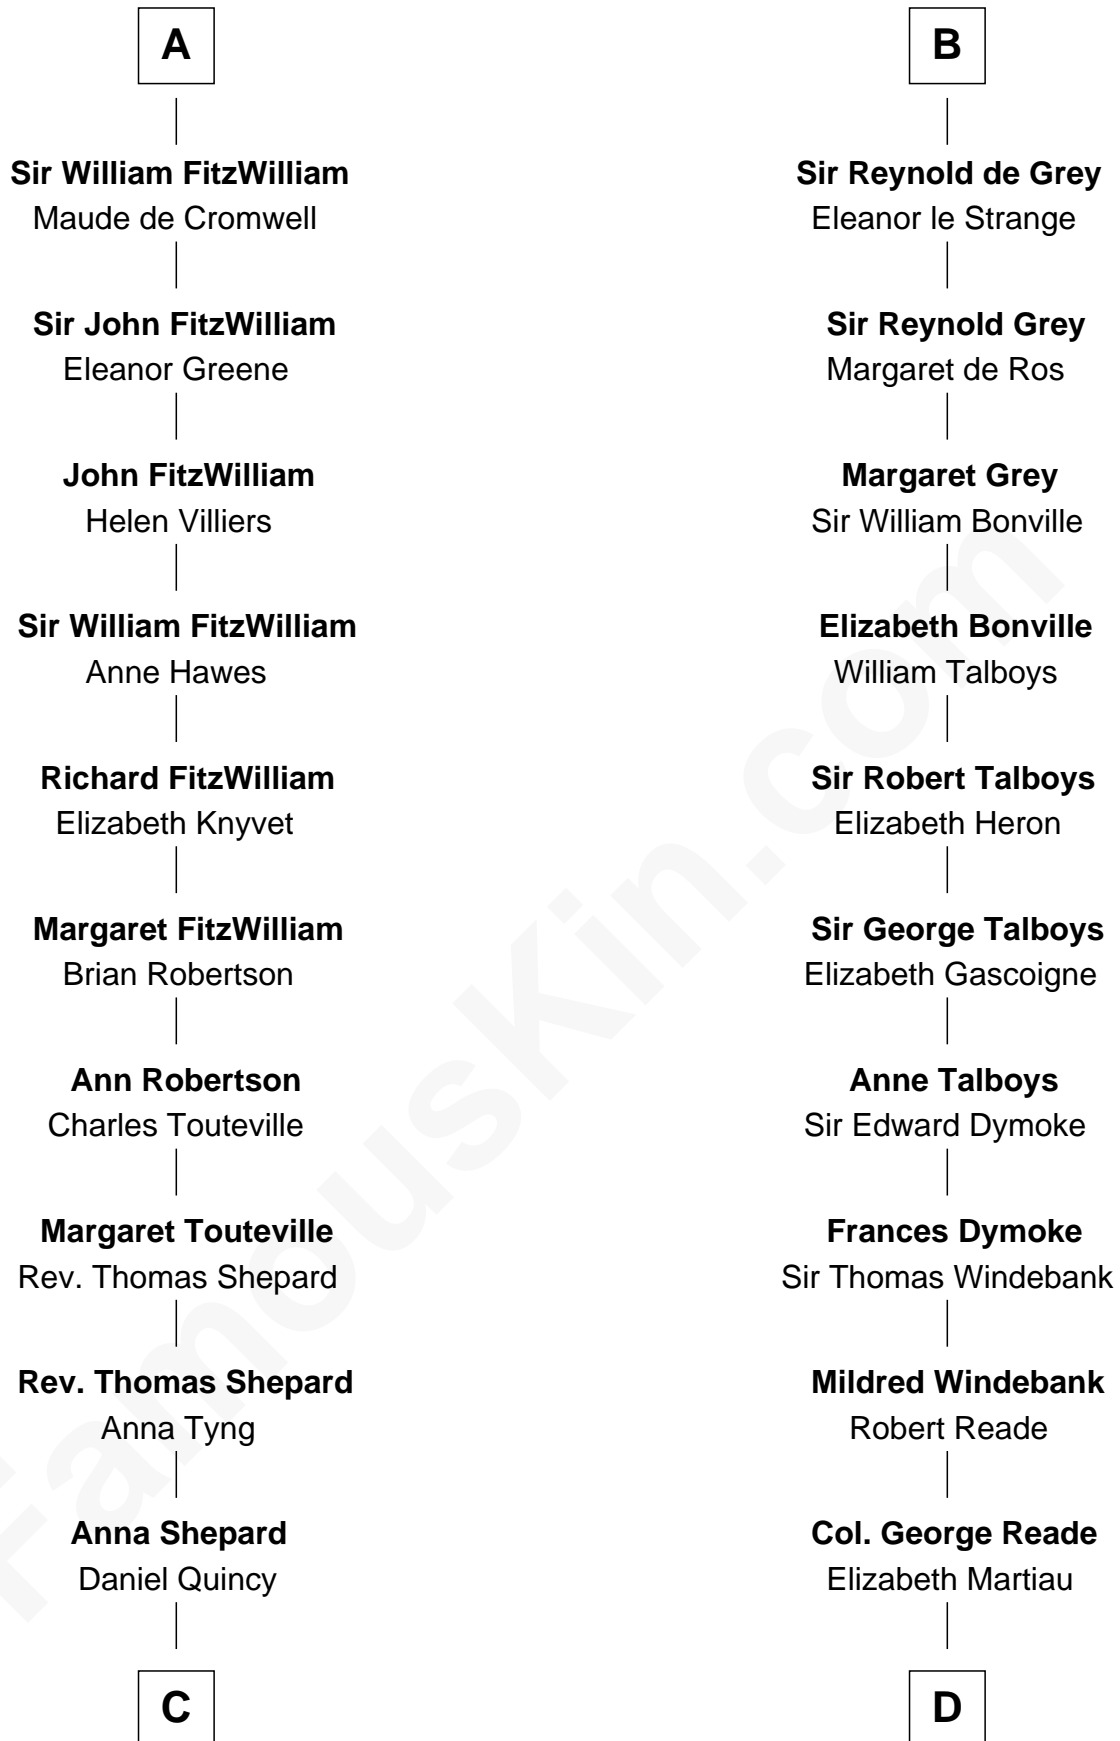 A
Sir William FitzWilliam
Maude de Cromwell
Sir John FitzWilliam
Eleanor Greene
John FitzWilliam
Helen Villiers
Sir William FitzWilliam
Anne Hawes
Richard FitzWilliam
Elizabeth Knyvet
Margaret FitzWilliam
Brian Robertson
Ann Robertson
Charles Touteville
Margaret Touteville
Rev. Thomas Shepard
Rev. Thomas Shepard
Anna Tyng
Anna Shepard
Daniel Quincy
C
B
Sir Reynold de Grey
Eleanor le Strange
Sir Reynold Grey
Margaret de Ros
Margaret Grey
Sir William Bonville
Elizabeth Bonville
William Talboys
Sir Robert Talboys
Elizabeth Heron
Sir George Talboys
Elizabeth Gascoigne
Anne Talboys
Sir Edward Dymoke
Frances Dymoke
Sir Thomas Windebank
Mildred Windebank
Robert Reade
Col. George Reade
Elizabeth Martiau
D
FamousKin.com